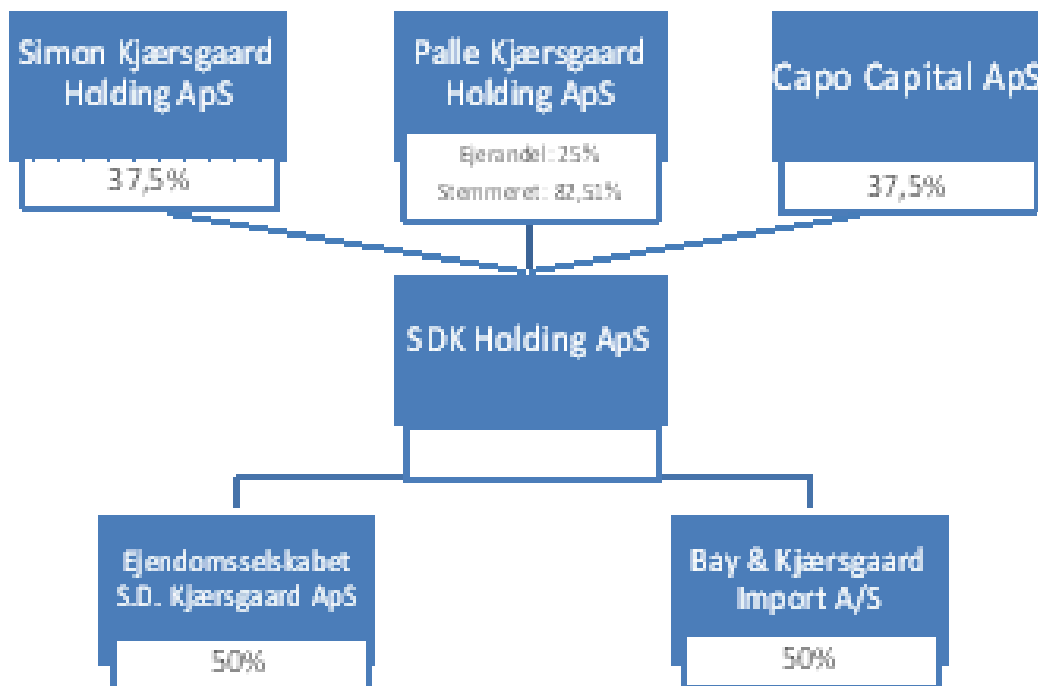 Simon Kjærsgaard
Holding ApS
37,5%
Palle Kjærsgaard
Holding ApS
Ejerandel: 25%
Stemmeret: 82,51%
Capo Capital ApS
37,5%
SDK Holding ApS
Ejendomsselskabet
S.D. Kjærsgaard ApS
50%
Bay & Kjærsgaard
Import A/S
50%